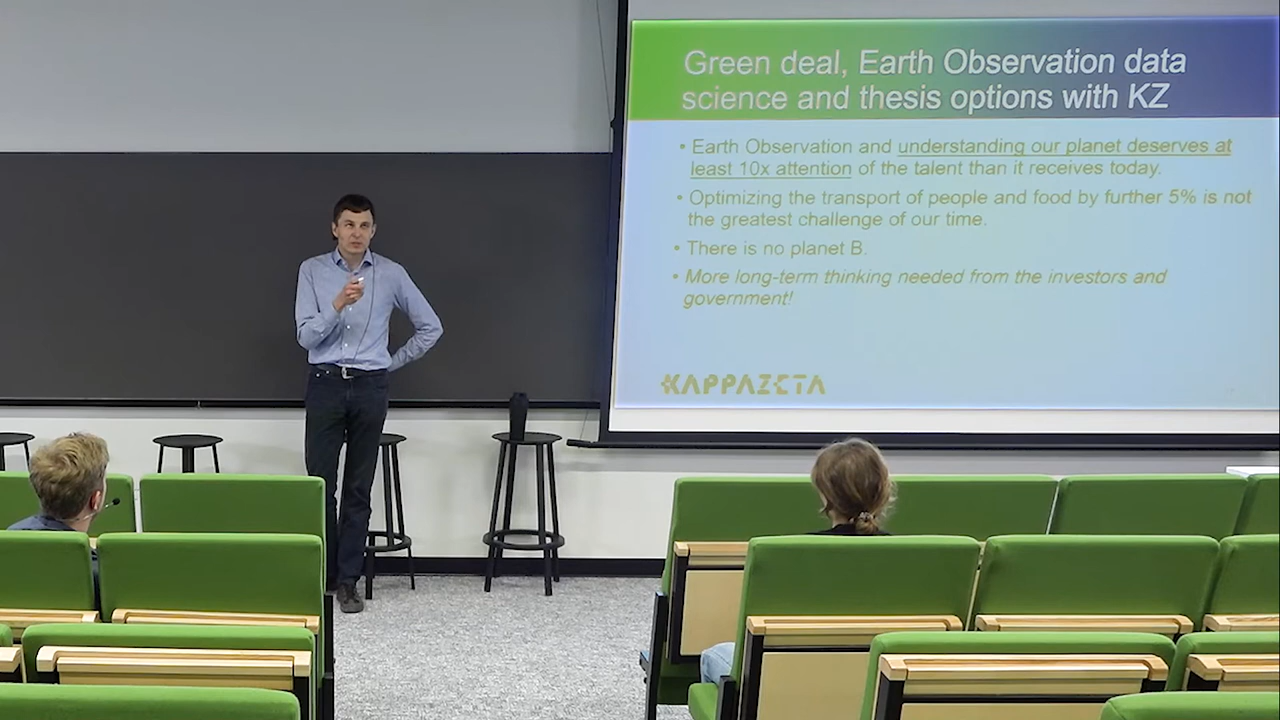 Green deal, Earth Observation data
science and thesis options with KZ
• Earth Observation and understanding our planet deserves at
least 10x attention of the talent than it receives today.
• Optimizing the transport of people and food by further 5% is not
the greatest challenge of our time.
• There is no planet B.
• More long-term thinking needed from the investors and
government!
KAPPAZETA